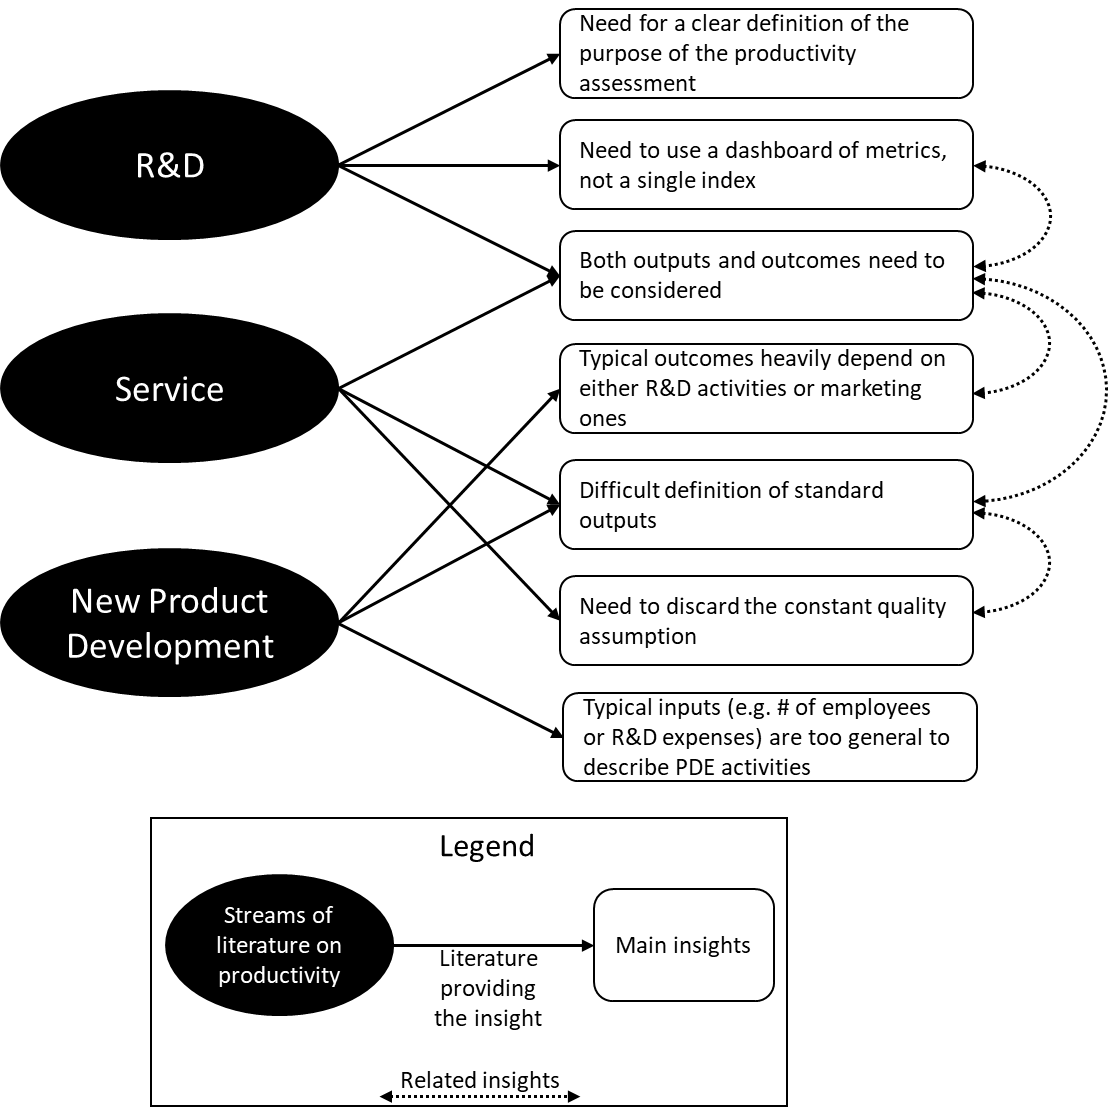 Need for a clear definition of the
purpose of the productivity
assessment
R&D
Need to use a dashboard of metrics,
not a single index
Both outputs and outcomes need to
be considered
Service
Typical outcomes heavily depend on
either R&D activities or marketing
ones
Difficult definition of standard
outputs
New Product
Development
Need to discard the constant quality
assumption
Typical inputs (e.g. # of employees
or R&D expenses) are too general to
describe PDE activities
Legend
Streams of
literature on
productivity
Literature
providing
the insight
Main insights
Related insights